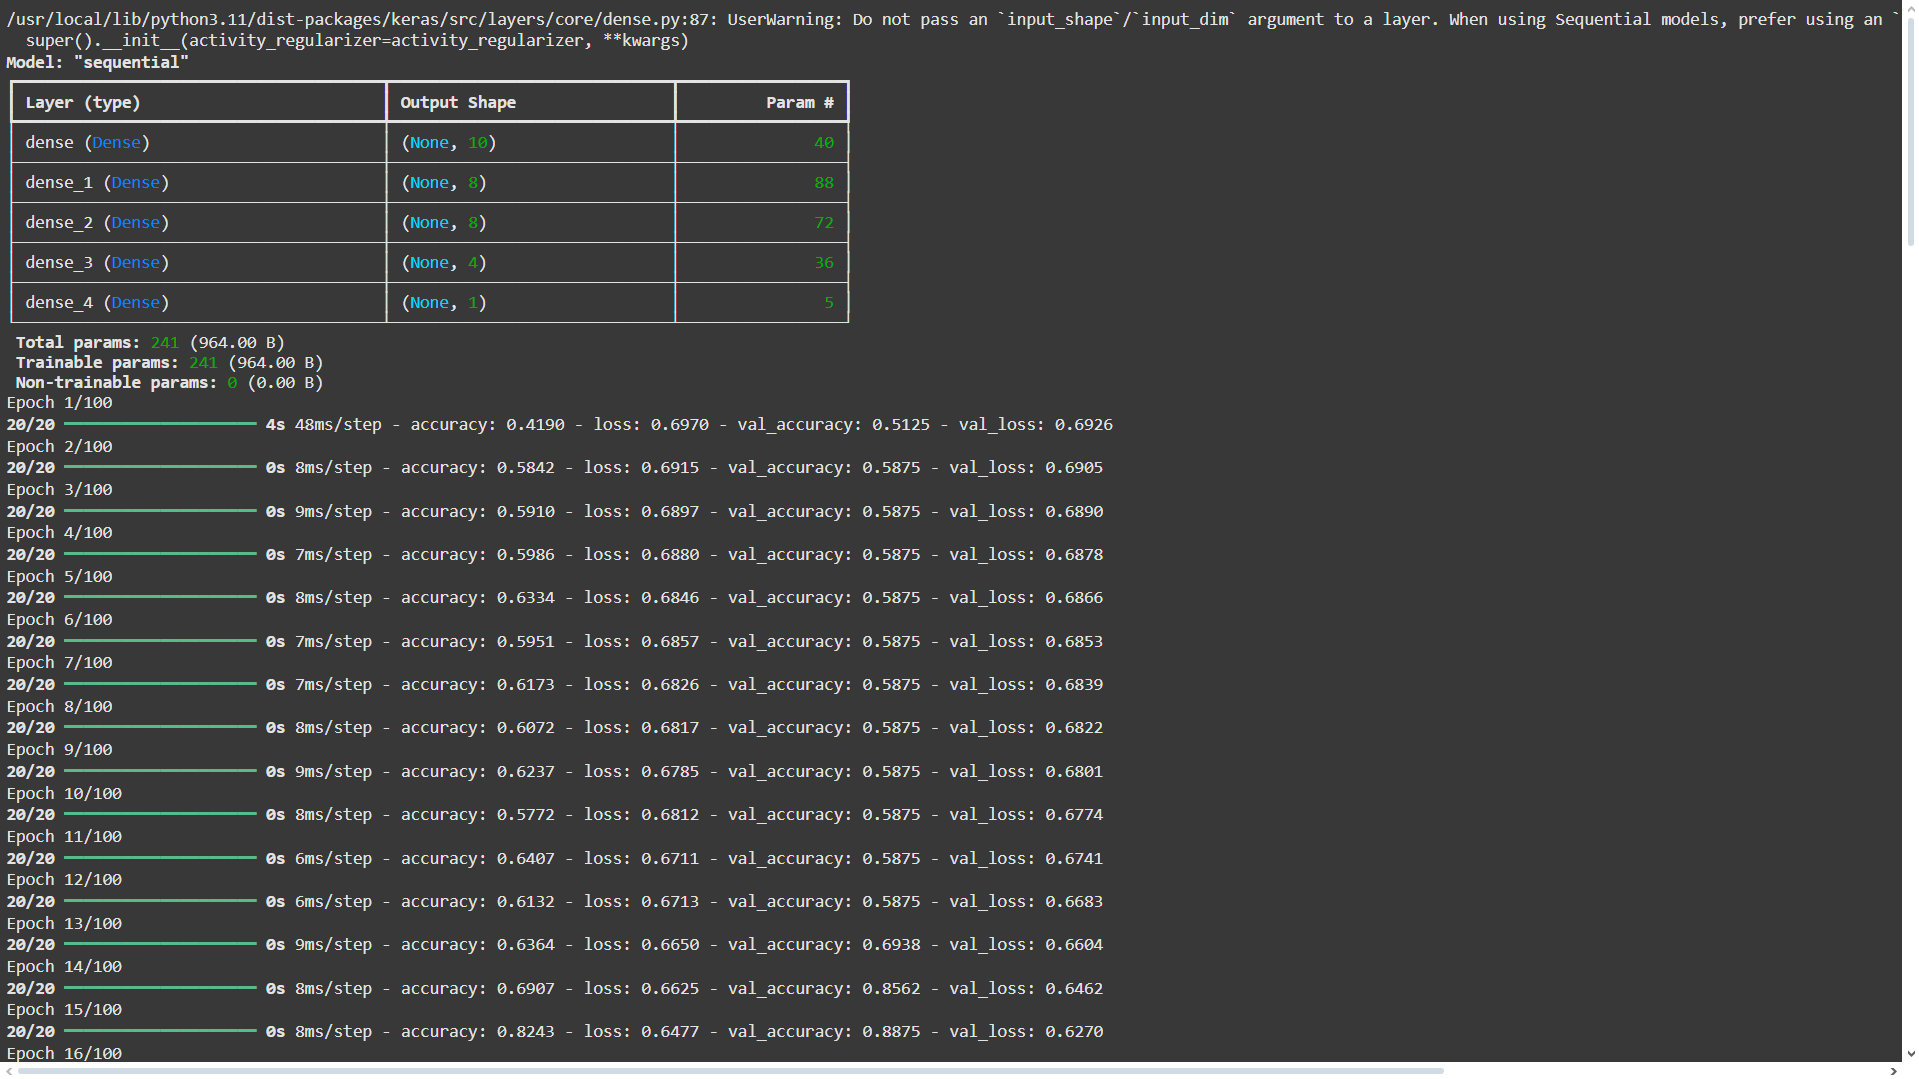 /usr/local/lib/python3.11/dist-packages/keras/src/layers/core/dense.py:87: UserWarning: Do not pass an `input_shape`/`input_dim` argument to a layer. When using Sequential models, prefer using an `
super().__init__(activity_regularizer=activity_regularizer, **kwargs)
Model: "sequential"
Layer (type) Output Shape Param #
dense (Dense) (None, 10) 40
dense_1 (Dense) (None, 8) 88
dense_2 (Dense) (None, 8) 72
dense_3 (Dense) (None, 4) 36
dense_4 (Dense) (None, 1) 5
Total params: 241 (964.00 B)
Trainable params: 241 (964.00 B)
Non-trainable params: 0 (0.00 B)
Epoch 1/100
20/20 ━━━━━━━━━━━━━━━━━━━━ 4s 48ms/step - accuracy: 0.4190 - loss: 0.6970 - val_accuracy: 0.5125 - val_loss: 0.6926
Epoch 2/100
20/20 ━━━━━━━━━━━━━━━━━━━━ 0s 8ms/step - accuracy: 0.5842 - loss: 0.6915 - val_accuracy: 0.5875 - val_loss: 0.6905
Epoch 3/100
20/20 ━━━━━━━━━━━━━━━━━━━━ 0s 9ms/step - accuracy: 0.5910 - loss: 0.6897 - val_accuracy: 0.5875 - val_loss: 0.6890
Epoch 4/100
20/20 ━━━━━━━━━━━━━━━━━━━━ 0s 7ms/step - accuracy: 0.5986 - loss: 0.6880 - val_accuracy: 0.5875 - val_loss: 0.6878
Epoch 5/100
20/20 ━━━━━━━━━━━━━━━━━━━━ 0s 8ms/step - accuracy: 0.6334 - loss: 0.6846 - val_accuracy: 0.5875 - val_loss: 0.6866
Epoch 6/100
20/20 ━━━━━━━━━━━━━━━━━━━━ 0s 7ms/step - accuracy: 0.5951 - loss: 0.6857 - val_accuracy: 0.5875 - val_loss: 0.6853
Epoch 7/100
20/20 ━━━━━━━━━━━━━━━━━━━━ 0s 7ms/step - accuracy: 0.6173 - loss: 0.6826 - val_accuracy: 0.5875 - val_loss: 0.6839
Epoch 8/100
20/20 ━━━━━━━━━━━━━━━━━━━━ 0s 8ms/step - accuracy: 0.6072 - loss: 0.6817 - val_accuracy: 0.5875 - val_loss: 0.6822
Epoch 9/100
20/20 ━━━━━━━━━━━━━━━━━━━━ 0s 9ms/step - accuracy: 0.6237 - loss: 0.6785 - val_accuracy: 0.5875 - val_loss: 0.6801
Epoch 10/100
20/20 ━━━━━━━━━━━━━━━━━━━━ 0s 8ms/step - accuracy: 0.5772 - loss: 0.6812 - val_accuracy: 0.5875 - val_loss: 0.6774
Epoch 11/100
20/20 ━━━━━━━━━━━━━━━━━━━━ 0s 6ms/step - accuracy: 0.6407 - loss: 0.6711 - val_accuracy: 0.5875 - val_loss: 0.6741
Epoch 12/100
20/20 ━━━━━━━━━━━━━━━━━━━━ 0s 6ms/step - accuracy: 0.6132 - loss: 0.6713 - val_accuracy: 0.5875 - val_loss: 0.6683
Epoch 13/100
20/20 ━━━━━━━━━━━━━━━━━━━━ 0s 9ms/step - accuracy: 0.6364 - loss: 0.6650 - val_accuracy: 0.6938 - val_loss: 0.6604
Epoch 14/100
20/20 ━━━━━━━━━━━━━━━━━━━━ 0s 8ms/step - accuracy: 0.6907 - loss: 0.6625 - val_accuracy: 0.8562 - val_loss: 0.6462
Epoch 15/100
20/20 ━━━━━━━━━━━━━━━━━━━━ 0s 8ms/step - accuracy: 0.8243 - loss: 0.6477 - val_accuracy: 0.8875 - val_loss: 0.6270
Epoch 16/100